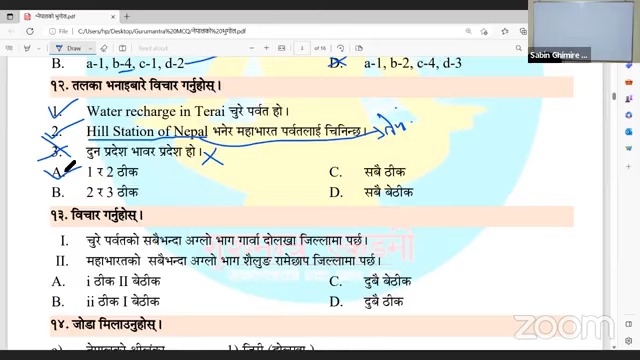 नेपालको भुगोल.pdf
File
C:/Users/hp/Desktop/Gurumantra%20MCQ/नेपालको%20भुगोल.pdf
Draw
3 of 16
Sabin Ghimire
B. a-1, b-4, c-1, d-2 D. a-1, b-2, c-4, d-3
१२. तलका भनाइबारे विचार गर्नुहोस् ।
1. Water recharge in Terai चुरे पर्वत हो ।
2. Hill Station of Nepal भनेर महाभारत पर्वतलाई चिनिन्छ ।
3. दुन प्रदेश भावर प्रदेश हो ।
A. 1 र 2 ठीक C. सबै ठीक
B. 2 र 3 ठीक D. सबै बेठीक
१३. विचार गर्नुहोस् ।
I. चुरे पर्वतको सबैभन्दा अग्लो भाग गार्वा दोलखा जिल्लामा पर्छ ।
II. महाभारतको सबैभन्दा अग्लो भाग शैलुङ रामेछाप जिल्लामा पर्छ ।
A. i ठीक II बेठीक C. दुबै बेठीक
B. ii ठीक I बेठीक D. दुबै ठीक
१४. जोडा मिलाउनुहोस् ।
zoom